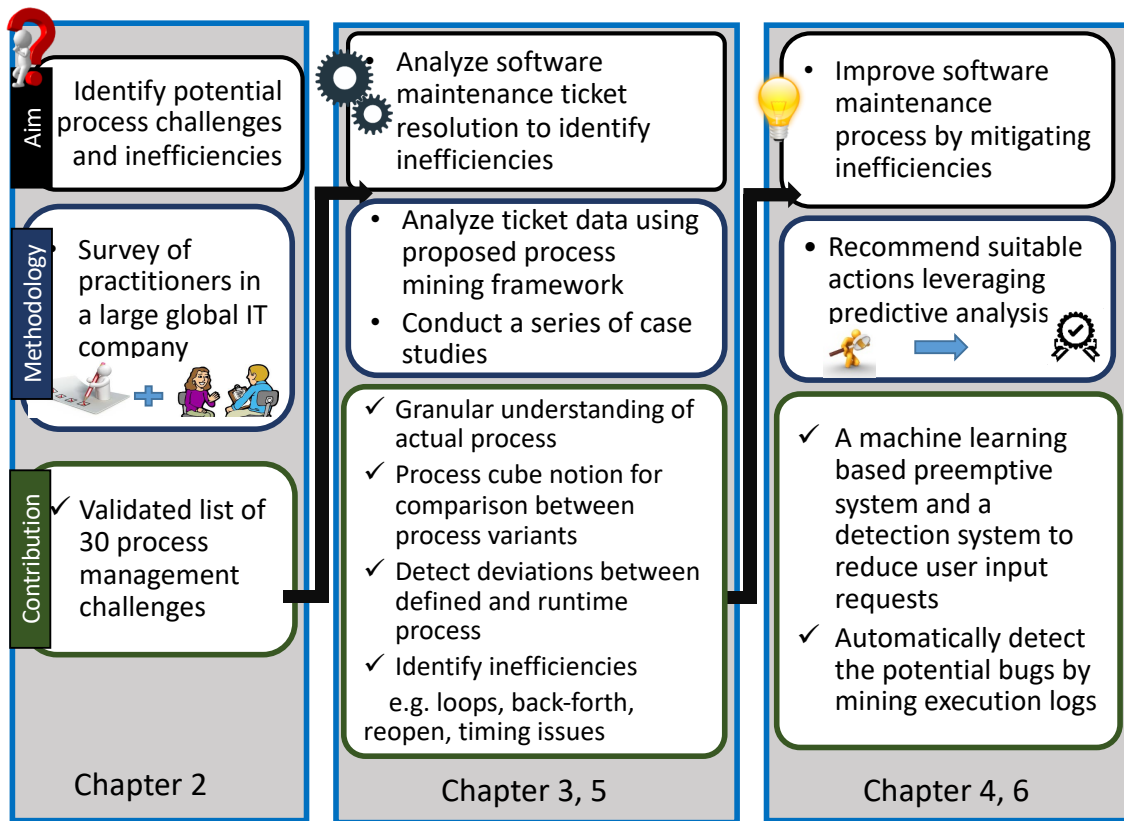 Aim
Identify potential
process challenges
and inefficiencies
Methodology
• Survey of
practitioners in
a large global IT
company
Contribution
✓ Validated list of
30 process
management
challenges
Chapter 2
• Analyze software
maintenance ticket
resolution to identify
inefficiencies
• Analyze ticket data using
proposed process
mining framework
• Conduct a series of case
studies
✓ Granular understanding of
actual process
✓ Process cube notion for
comparison between
process variants
✓ Detect deviations between
defined and runtime
process
✓ Identify inefficiencies
e.g. loops, back-forth,
reopen, timing issues
Chapter 3, 5
• Improve software
maintenance
process by mitigating
inefficiencies
• Recommend suitable
actions leveraging
predictive analysis
✓ A machine learning
based preemptive
system and a
detection system to
reduce user input
requests
✓ Automatically detect
the potential bugs by
mining execution logs
Chapter 4, 6